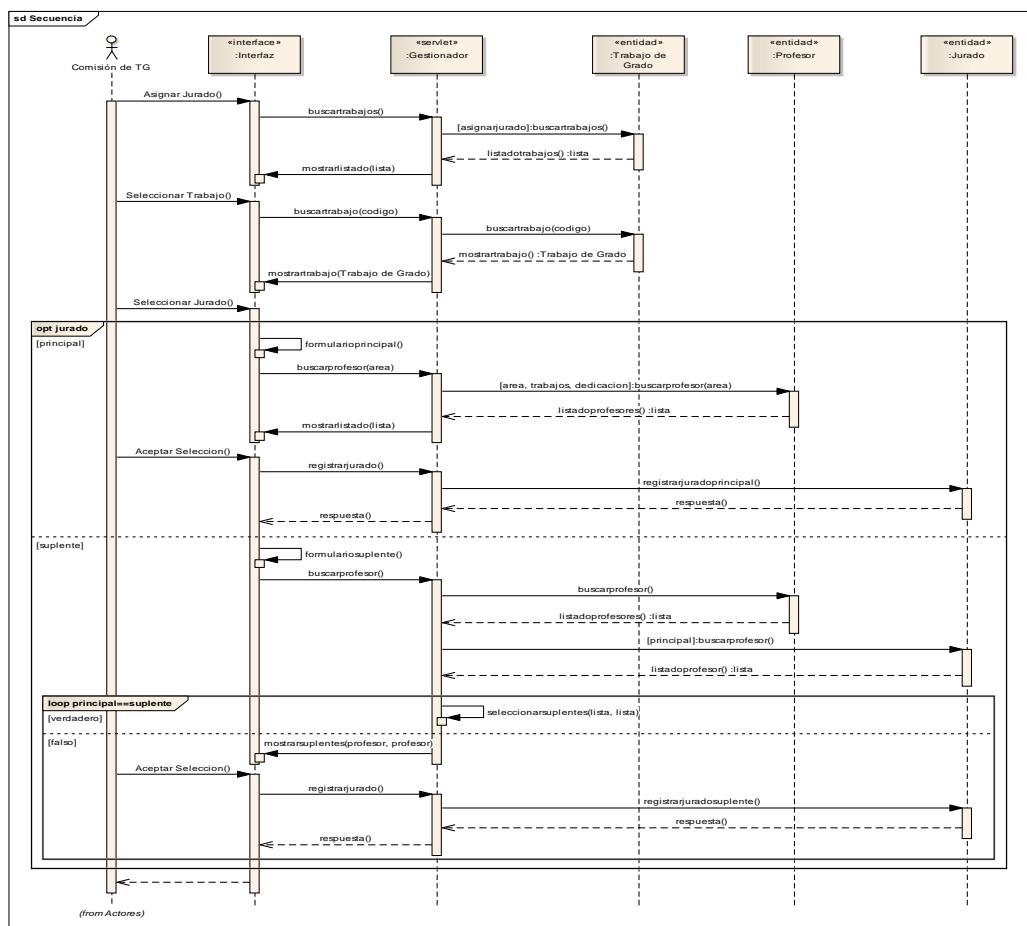 sd Secuencia
«interface»
:Interfaz
«servlet»
:Gestionador
«entidad»
:Trabajo de
Grado
«entidad»
:Profesor
«entidad»
:Jurado
Comisión de TG
Asignar Jurado()
buscartrabajos()
[asignarjurado]:buscartrabajos()
listadotrabajos() :lista
mostrarlistado(lista)
Seleccionar Trabajo()
buscartrabajo(codigo)
buscartrabajo(codigo)
mostrartrabajo() :Trabajo de Grado
mostrartrabajo(Trabajo de Grado)
Seleccionar Jurado()
opt jurado
[principal]
formularioprincipal()
buscarprofesor(area)
[area, trabajos, dedicacion]:buscarprofesor(area)
listadoprofesores() :lista
mostrarlistado(lista)
Aceptar Seleccion()
registrarjurado()
registrarjuradoprincipal()
respuesta()
respuesta()
[suplente]
formulariosuplente()
buscarprofesor()
buscarprofesor()
listadoprofesores() :lista
[principal]:buscarprofesor()
listadoprofesor() :lista
loop principal==suplente
[verdadero]
seleccionarsuplentes(lista, lista)
[falso]
mostrarsuplentes(profesor, profesor)
Aceptar Seleccion()
registrarjurado()
registrarjuradosuplente()
respuesta()
respuesta()
(from Actores)